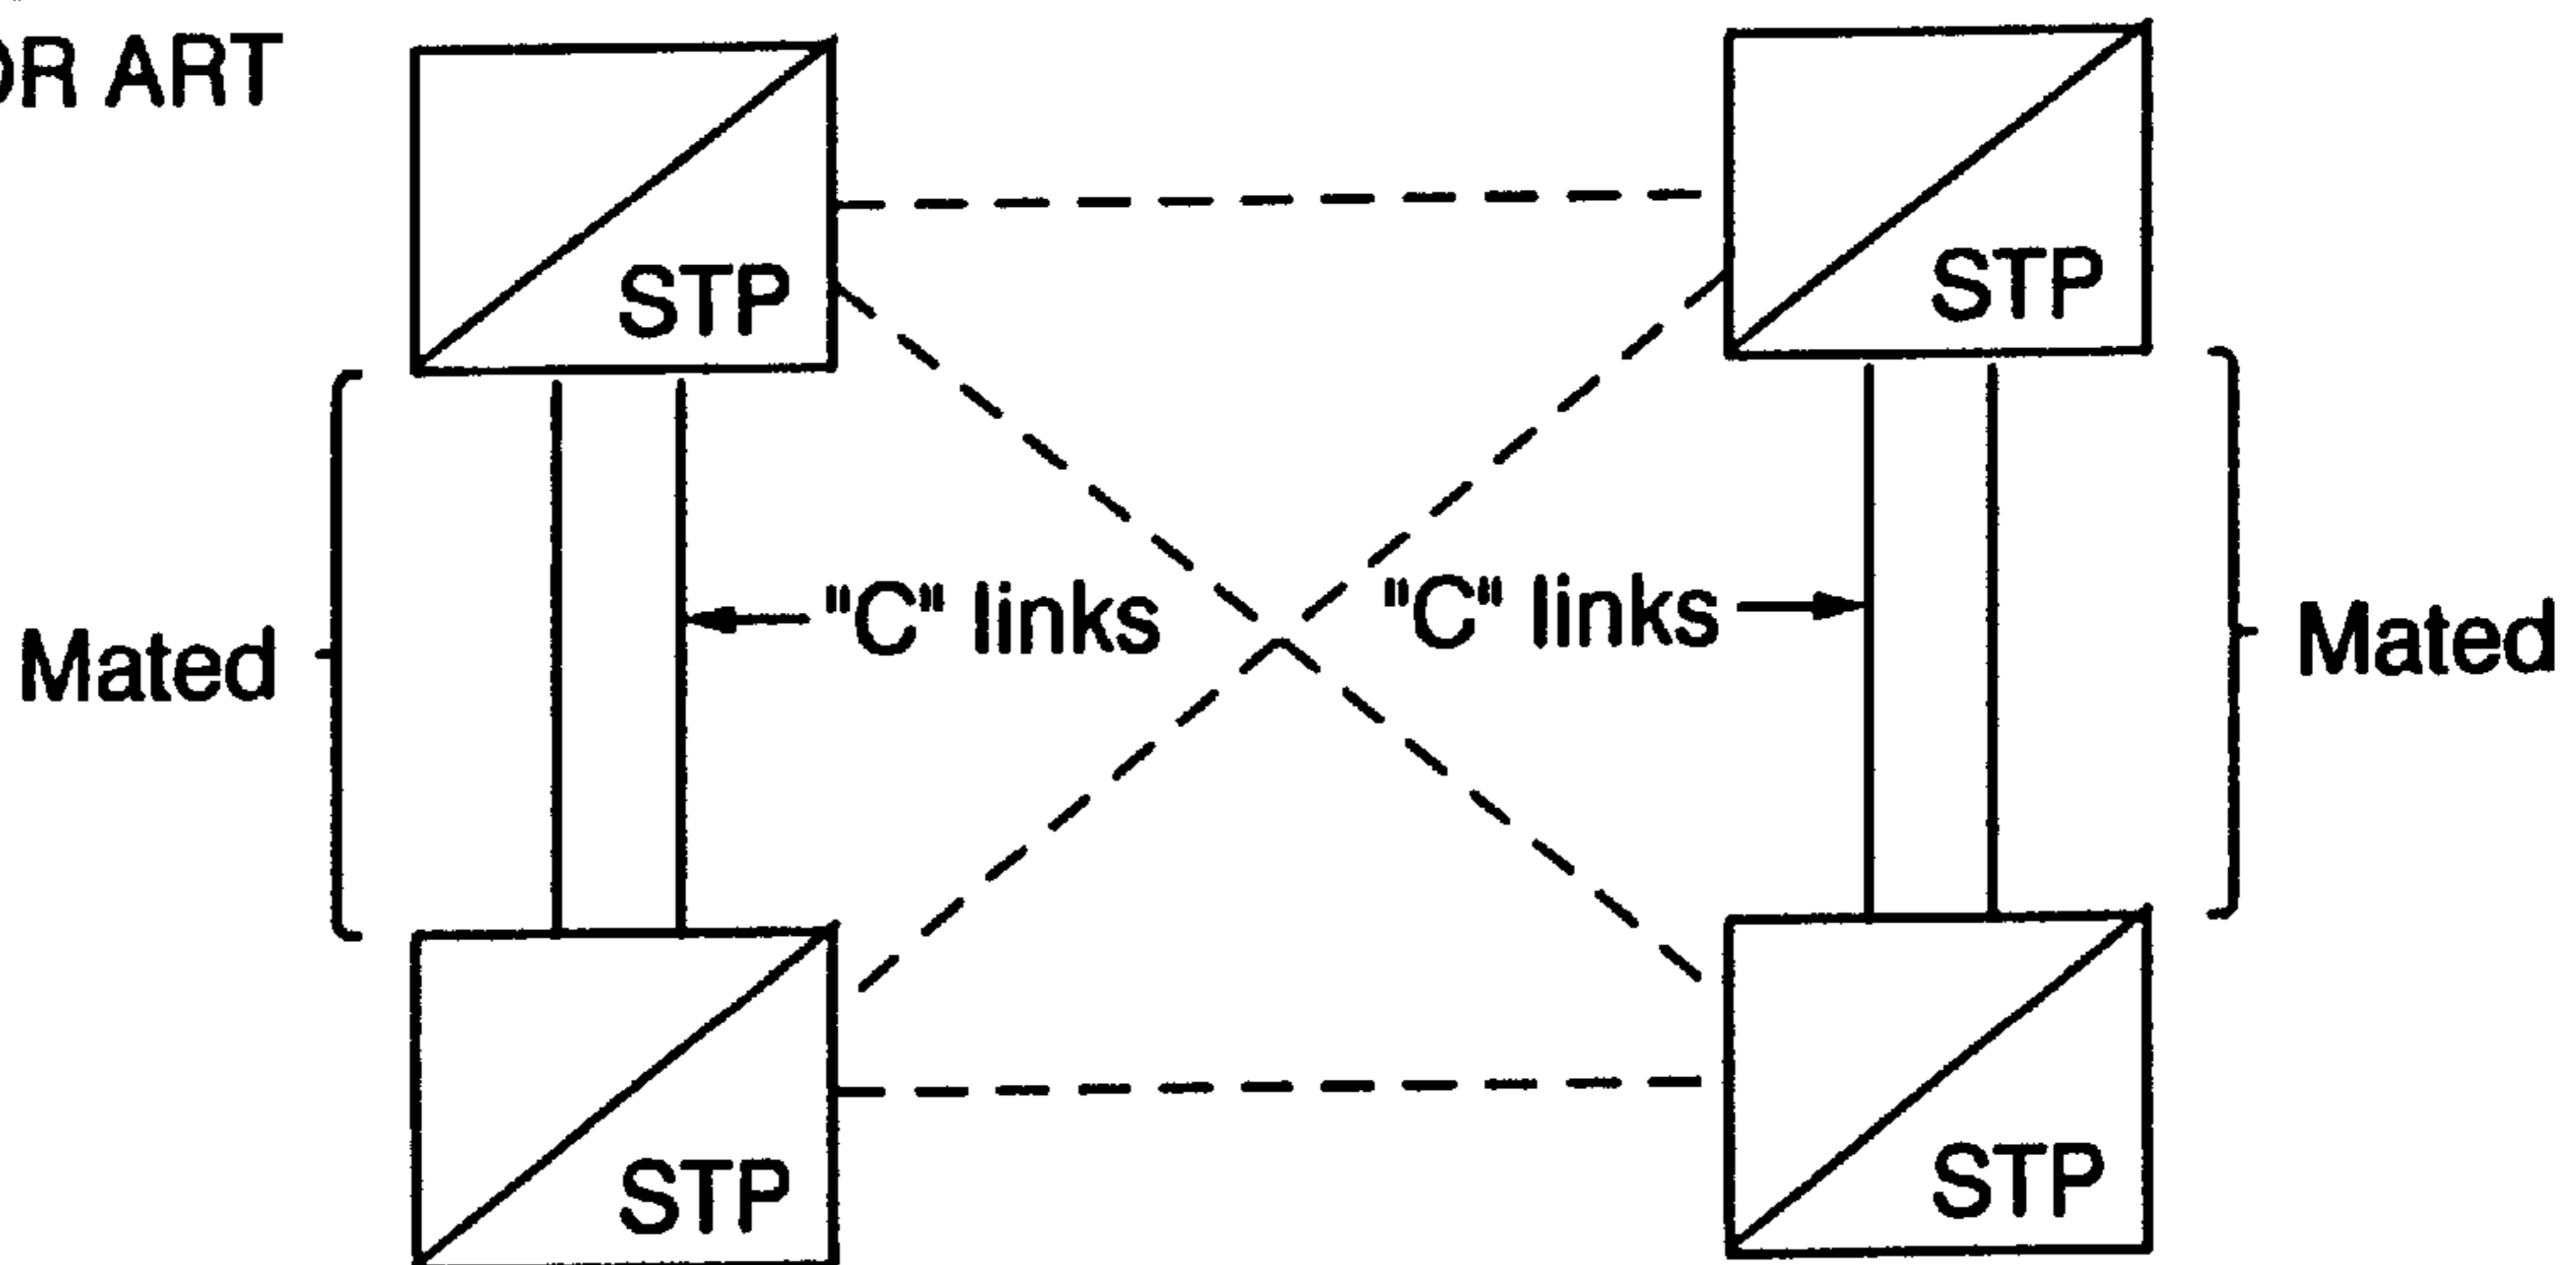 OR ART
STP
STP
"C" links
"C" links
Mated
Mated
STP
STP